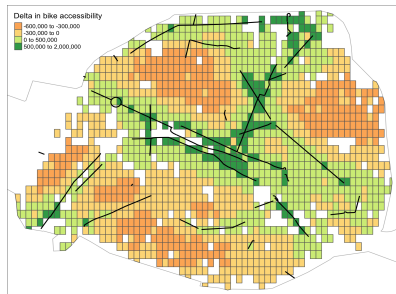 Delta in bike accessibility
-600,000 to -300,000
-300,000 to 0
0 to 500,000
500,000 to 2,000,000